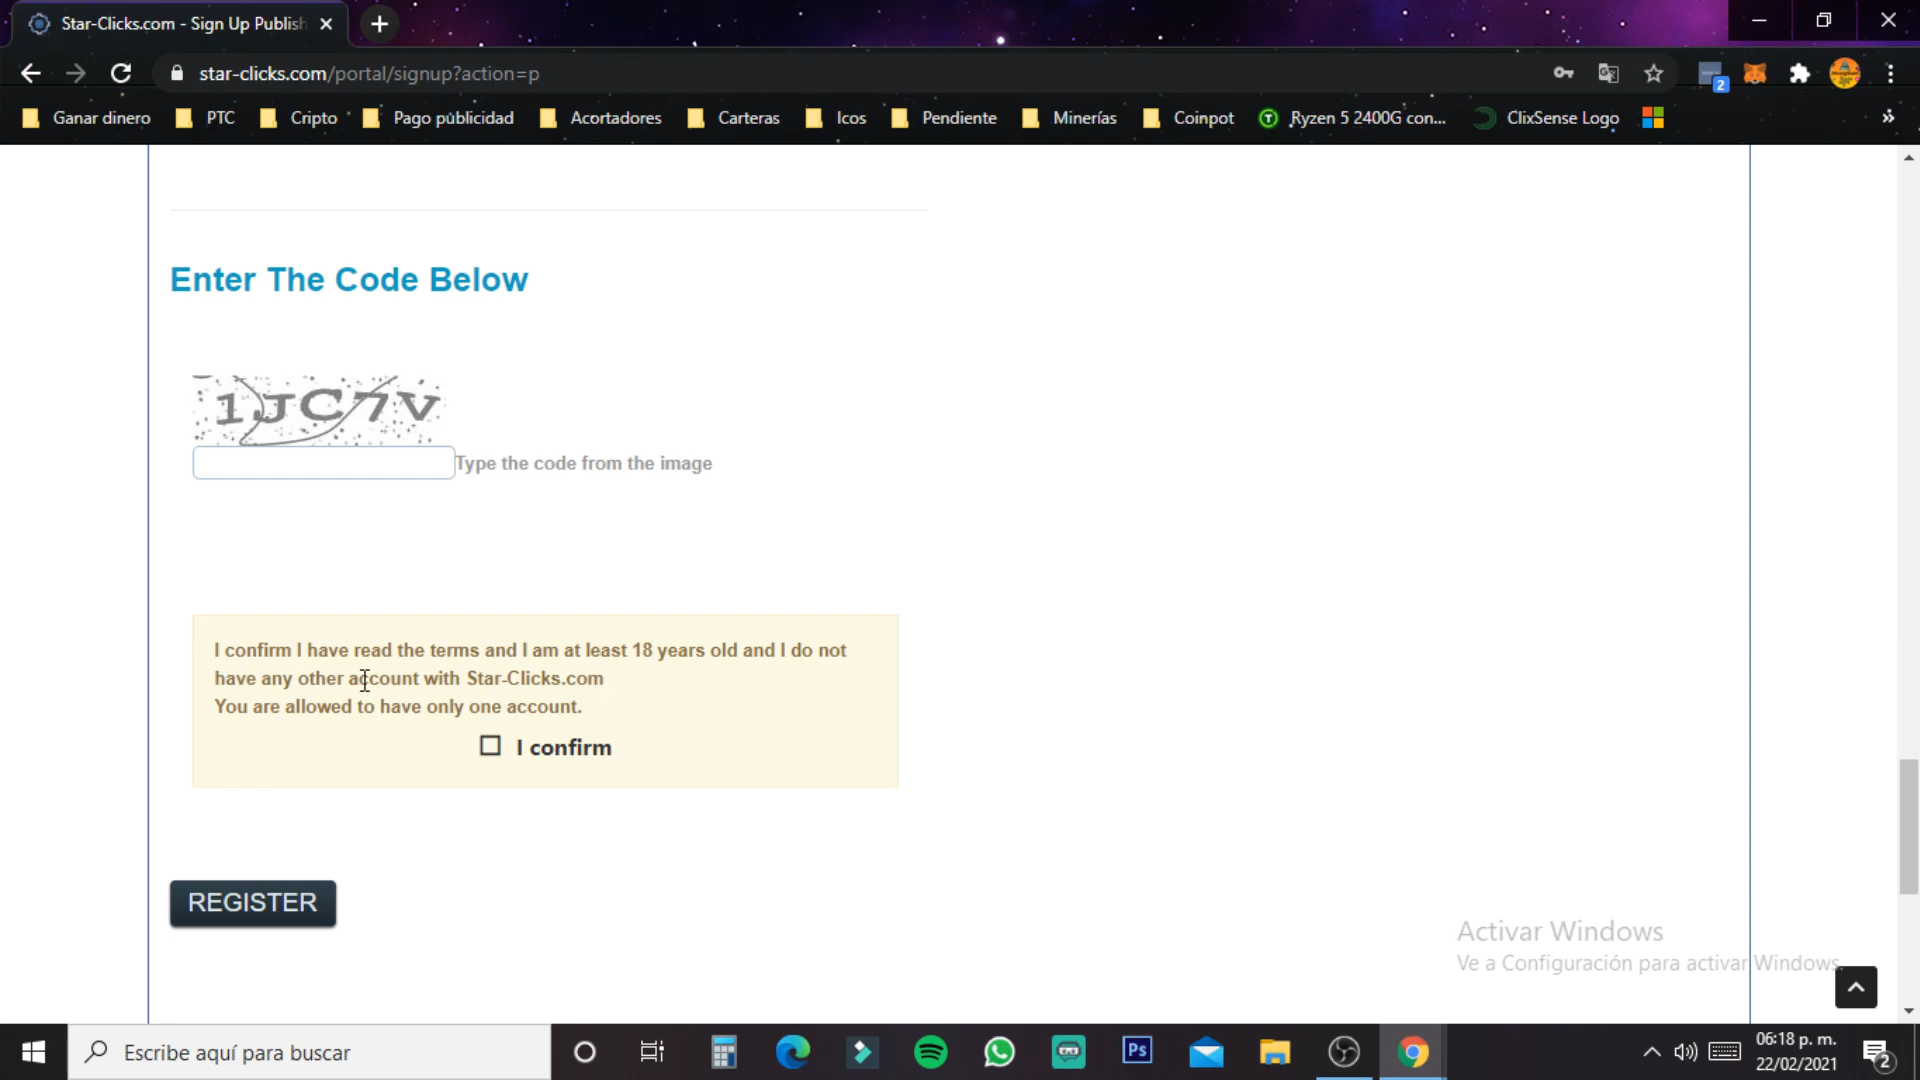 Star-Clicks.com - Sign Up Publish
star-clicks.com/portal/signup?action=p
2
Ganar dinero
PTC
Cripto
Pago públicidad
Acortadores
Carteras
Icos
Pendiente
Minerías
Coinpot
Ryzen 5 2400G con...
ClixSense Logo
»
Enter The Code Below
1JC7V
Type the code from the image
I confirm I have read the terms and I am at least 18 years old and I do not
have any other account with Star-Clicks.com
You are allowed to have only one account.
I confirm
REGISTER
Activar Windows
Ve a Configuración para activar Windows.
Escribe aquí para buscar
Ps
06:18 p. m.
22/02/2021
2